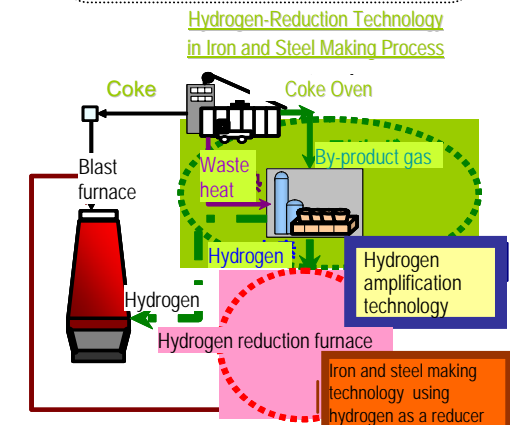 Hydrogen-Reduction Technology
in Iron and Steel Making Process
Coke
Coke Oven
By-product gas
Waste
heat
Blast
furnace
Hydrogen
Hydrogen
amplification
technology
Hydrogen
Hydrogen reduction furnace
Iron and steel making
technology using
hydrogen as a reducer